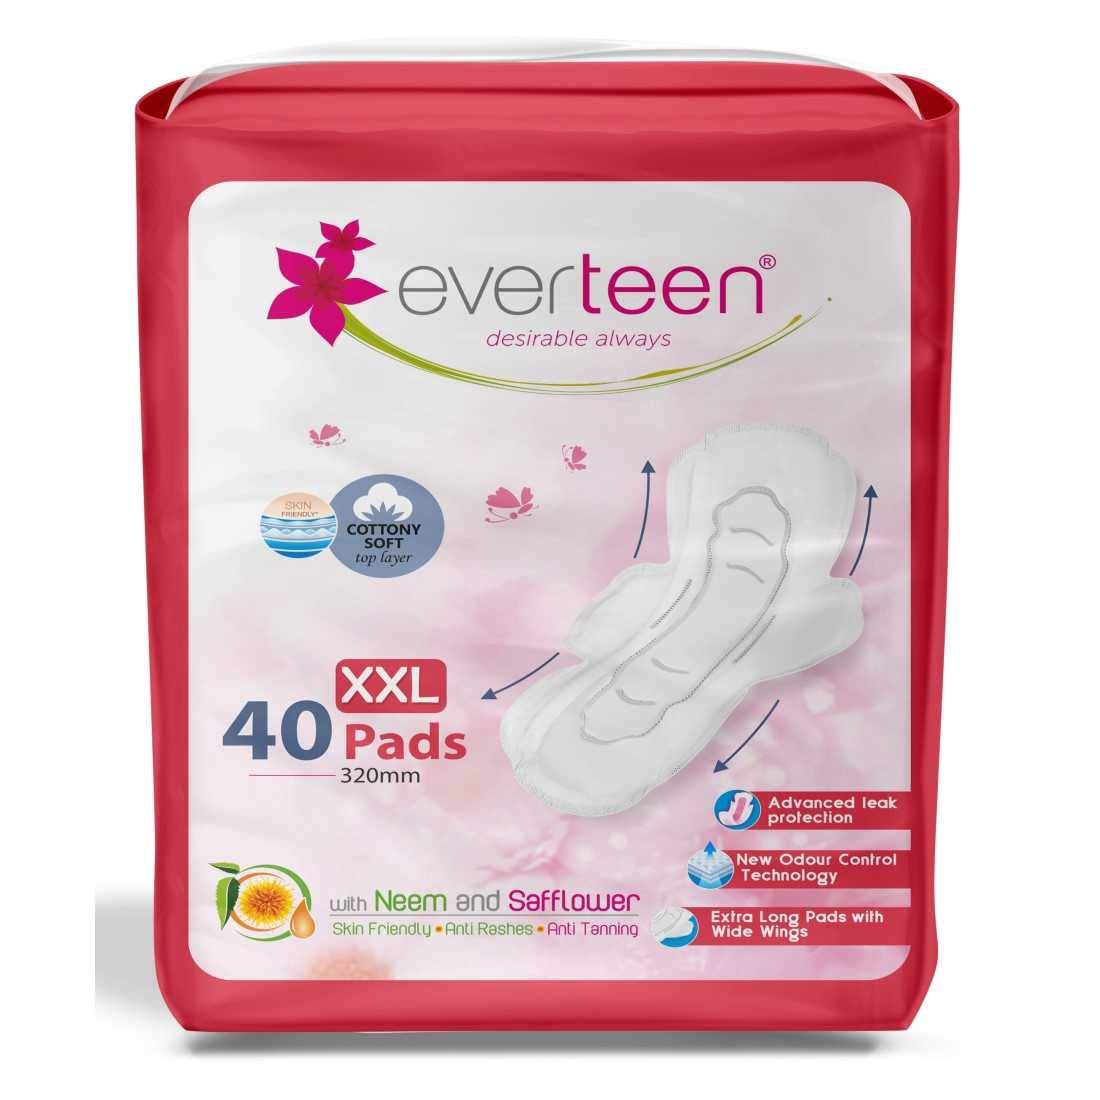 everteen®
desirable always
SKIN
FRIENDLY*
COTTONY
SOFT
top layer
XXL
40 Pads
320mm
Advanced leak
protection
New Odour Control
Technology
Extra Long Pads with
Wide Wings
with Neem and Safflower
Skin Friendly • Anti Rashes • Anti Tanning